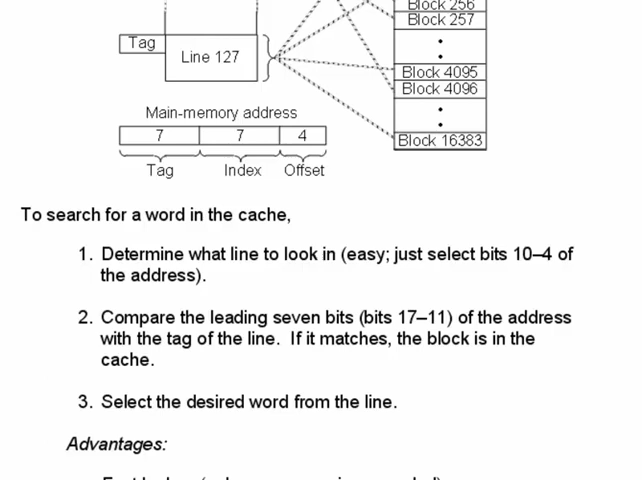 Block 256
Block 257
Tag
Line 127
Block 4095
Block 4096
Main-memory address
7 7 4
Block 16383
Tag Index Offset
To search for a word in the cache,
1. Determine what line to look in (easy; just select bits 10–4 of
the address).
2. Compare the leading seven bits (bits 17–11) of the address
with the tag of the line. If it matches, the block is in the
cache.
3. Select the desired word from the line.
Advantages: